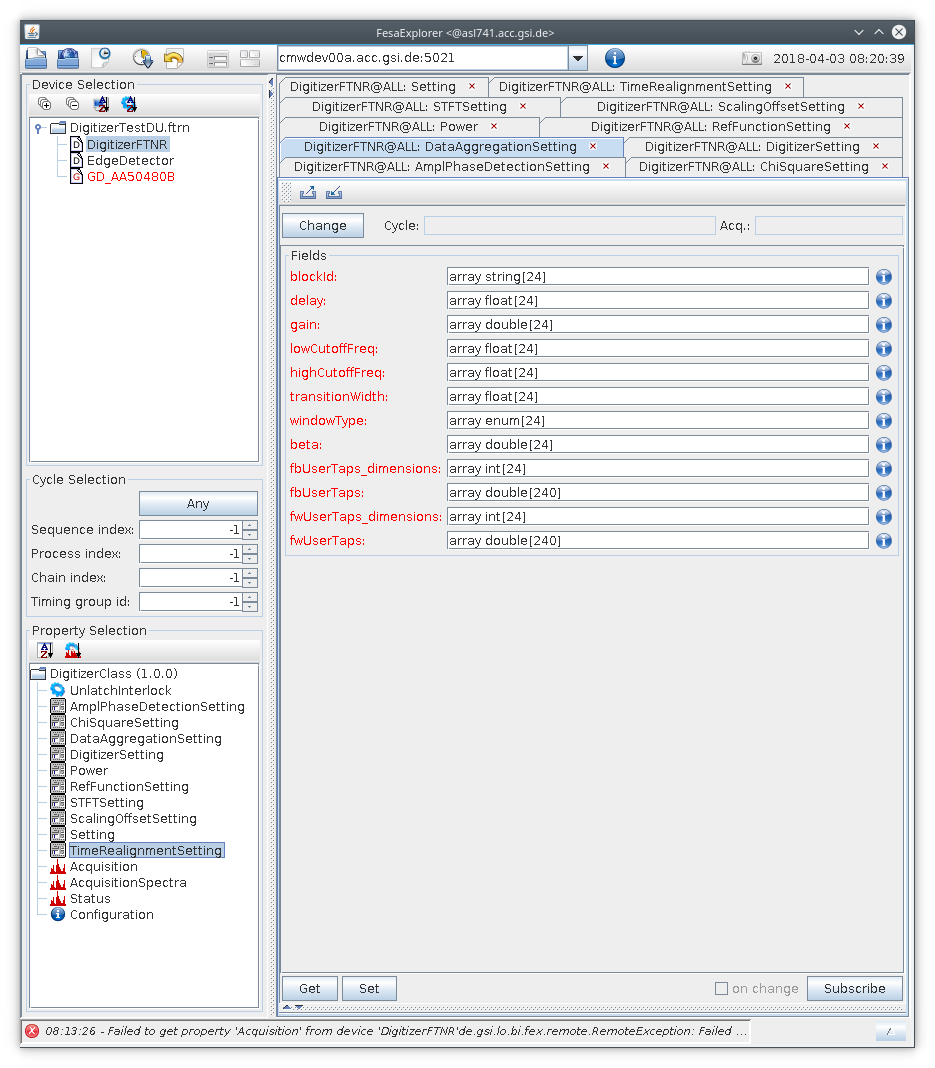 FesaExplorer <@asl741.acc.gsi.de>
cmwdev00a.acc.gsi.de:5021
2018-04-03 08:20:39
Device Selection
DigitizerTestDU.ftrn
DigitizerFTNR
EdgeDetector
GD_AA50480B
Cycle Selection
Any
Sequence index: -1
Process index: -1
Chain index: -1
Timing group id: -1
Property Selection
DigitizerClass (1.0.0)
UnlatchInterlock
AmplPhaseDetectionSetting
ChiSquareSetting
DataAggregationSetting
DigitizerSetting
Power
RefFunctionSetting
STFTSetting
ScalingOffsetSetting
Setting
TimeRealignmentSetting
Acquisition
AcquisitionSpectra
Status
Configuration
DigitizerFTNR@ALL: Setting × DigitizerFTNR@ALL: TimeRealignmentSetting ×
DigitizerFTNR@ALL: STFTSetting × DigitizerFTNR@ALL: ScalingOffsetSetting ×
DigitizerFTNR@ALL: Power × DigitizerFTNR@ALL: RefFunctionSetting ×
DigitizerFTNR@ALL: DataAggregationSetting × DigitizerFTNR@ALL: DigitizerSetting ×
DigitizerFTNR@ALL: AmplPhaseDetectionSetting × DigitizerFTNR@ALL: ChiSquareSetting ×
Change Cycle: Acq.:
Fields
blockId: array string[24]
delay: array float[24]
gain: array double[24]
lowCutoffFreq: array float[24]
highCutoffFreq: array float[24]
transitionWidth: array float[24]
windowType: array enum[24]
beta: array double[24]
fbUserTaps_dimensions: array int[24]
fbUserTaps: array double[240]
fwUserTaps_dimensions: array int[24]
fwUserTaps: array double[240]
Get Set on change Subscribe
08:13:26 - Failed to get property 'Acquisition' from device 'DigitizerFTNR'de.gsi.lo.bi.fex.remote.RemoteException: Failed ...